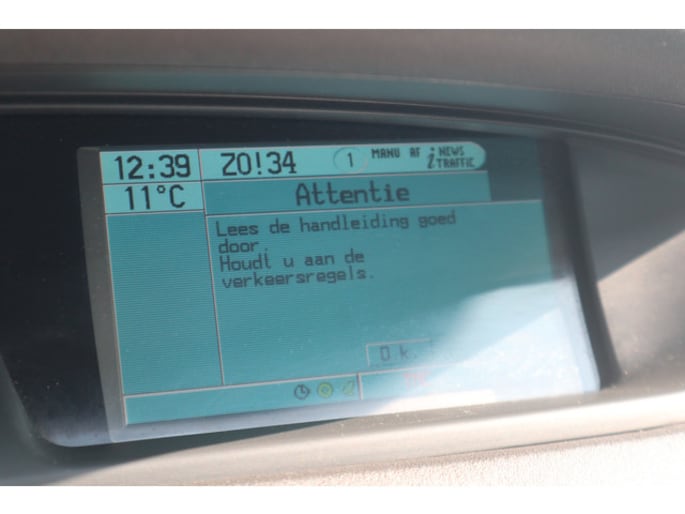 12:39 ZO!34 1 MANU AF i NEWS
TRAFFIC
11°C Attentie
Lees de handleiding goed
door.
Houdt u aan de
verkeersregels.
O.k.